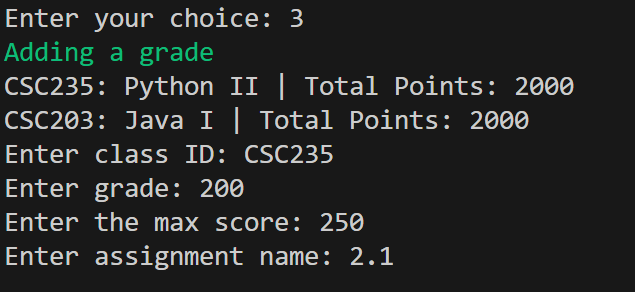 Enter your choice: 3
Adding a grade
CSC235: Python II | Total Points: 2000
CSC203: Java I | Total Points: 2000
Enter class ID: CSC235
Enter grade: 200
Enter the max score: 250
Enter assignment name: 2.1